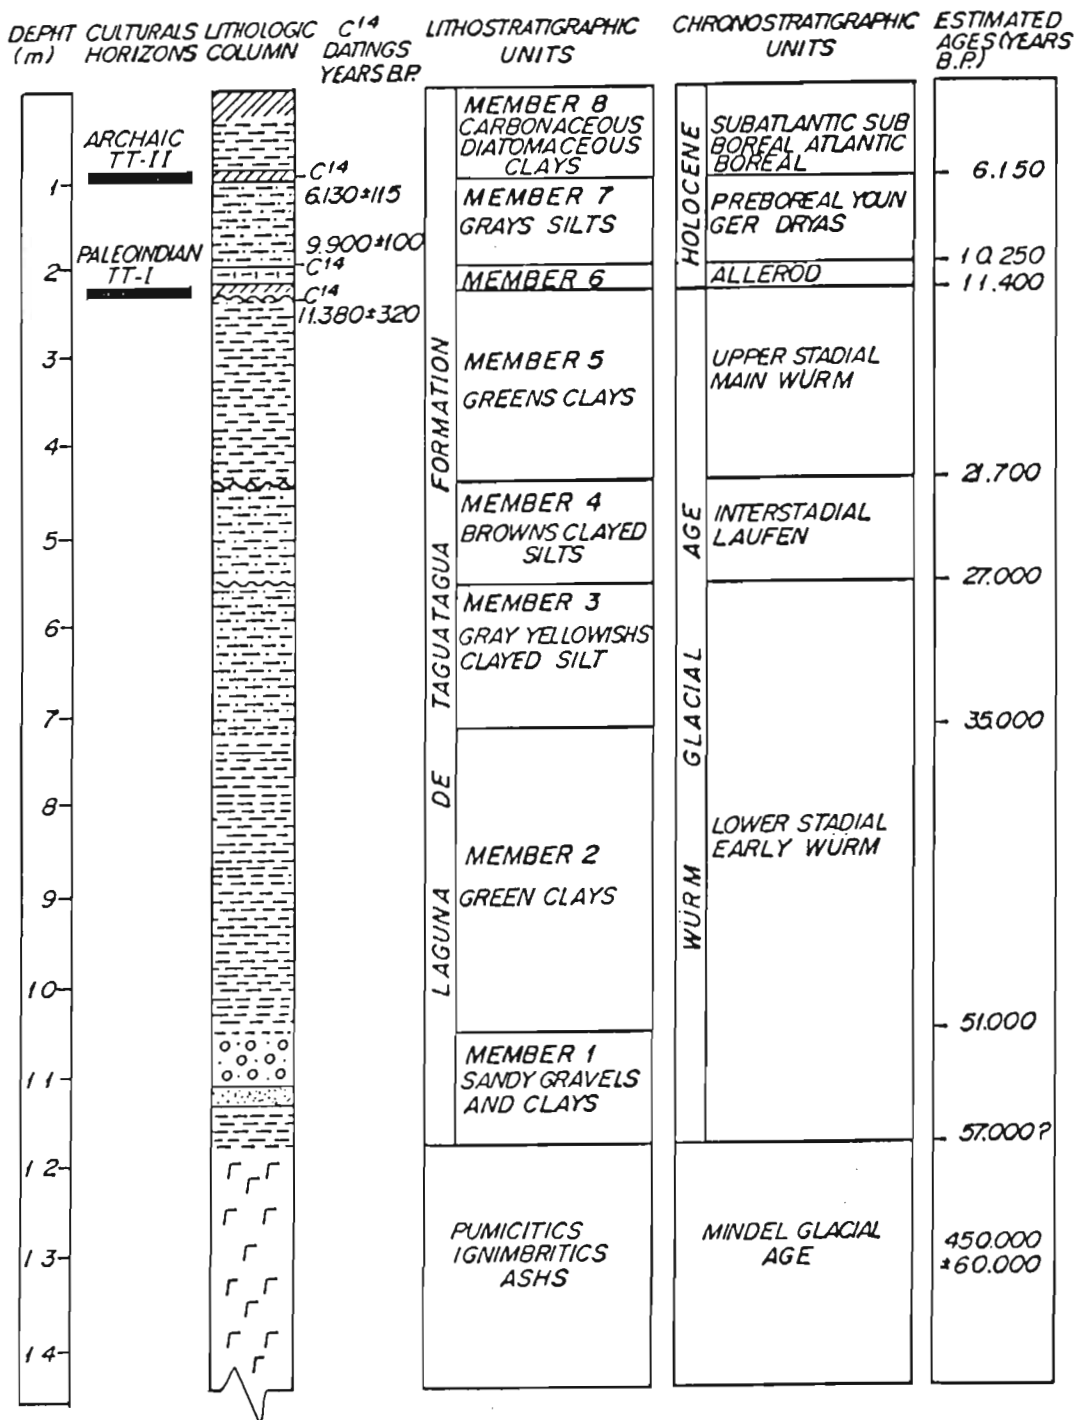 DEPHT
(m)
CULTURALS
HORIZONS
LITHOLOGIC
COLUMN
C14
DATINGS
YEARS B.P.
LITHOSTRATIGRAPHIC
UNITS
CHRONOSTRATIGRAPHIC
UNITS
ESTIMATED
AGES (YEARS
B.P.)
1
2
3
4
5
6
7
8
9
10
11
12
13
14
ARCHAIC
TT-II
PALEOINDIAN
TT-I
C14
6.130±115
9.900±100
C14
C14
11.380±320
LAGUNA DE TAGUATAGUA FORMATION
MEMBER 8
CARBONACEOUS
DIATOMACEOUS
CLAYS
MEMBER 7
GRAYS SILTS
MEMBER 6
MEMBER 5
GREENS CLAYS
MEMBER 4
BROWNS CLAYED
SILTS
MEMBER 3
GRAY YELLOWISHS
CLAYED SILT
MEMBER 2
GREEN CLAYS
MEMBER 1
SANDY GRAVELS
AND CLAYS
PUMICITICS
IGNIMBRITICS
ASHS
HOLOCENE
WÜRM GLACIAL AGE
SUBATLANTIC SUB
BOREAL ATLANTIC
BOREAL
PREBOREAL YOUN
GER DRYAS
ALLEROD
UPPER STADIAL
MAIN WÜRM
INTERSTADIAL
LAUFEN
LOWER STADIAL
EARLY WÜRM
MINDEL GLACIAL
AGE
6.150
10.250
11.400
21.700
27.000
35.000
51.000
57.000?
450.000
±60.000